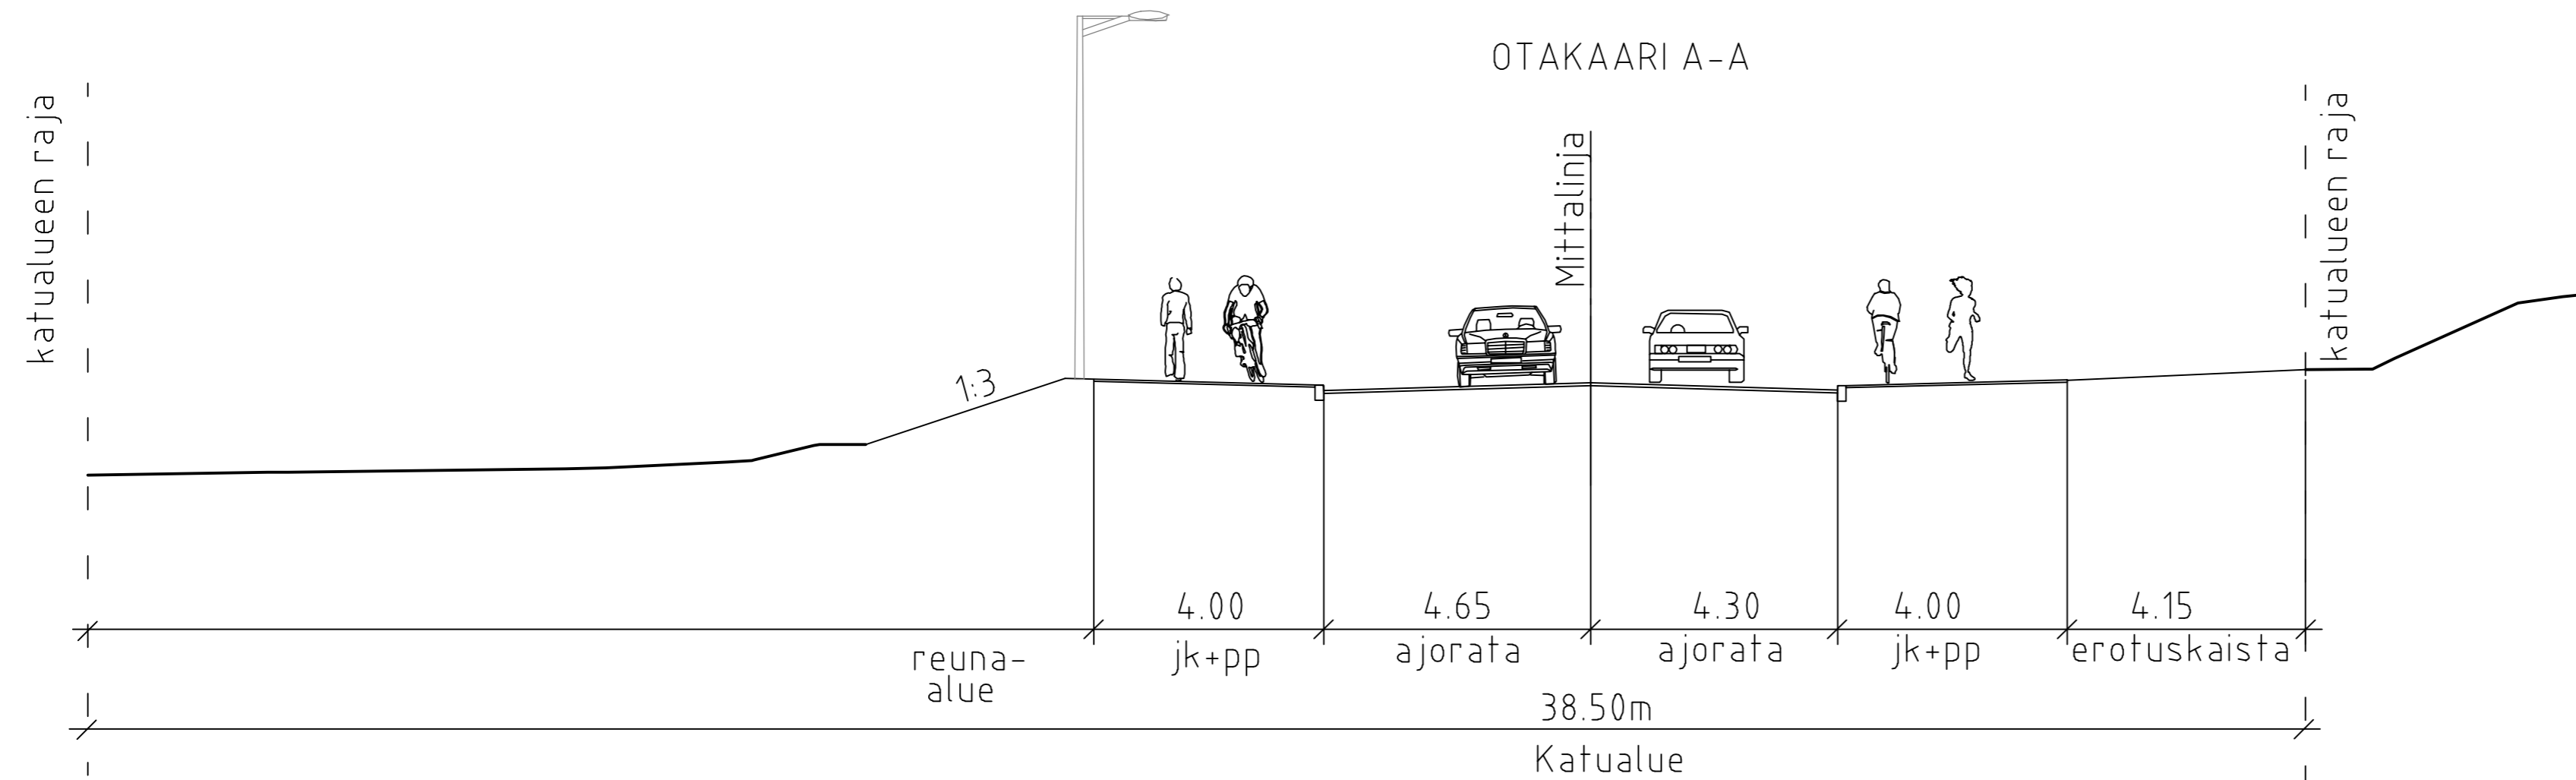 OTAKAARI A-A
katualueen raja
Mittalinja
katualueen raja
1:3
4.00
4.65
4.30
4.00
4.15
reuna-
alue
jk+pp
ajorata
ajorata
jk+pp
erotuskaista
38.50m
Katualue